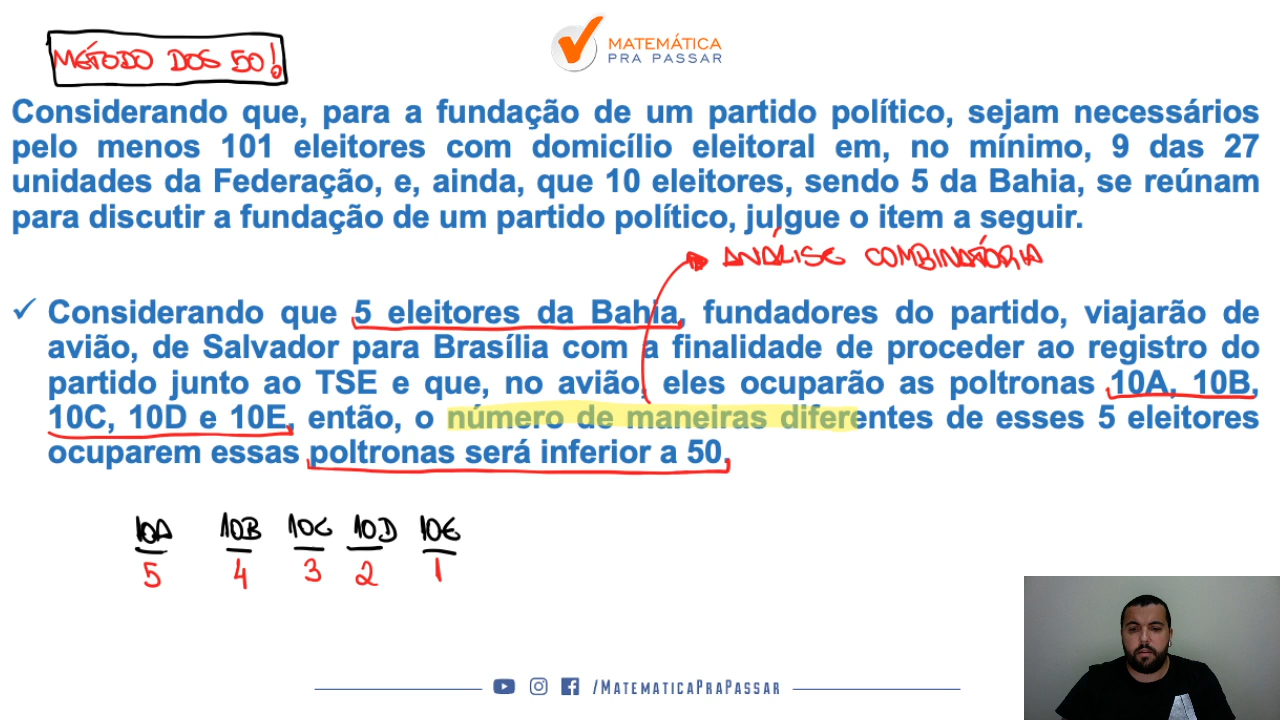 MÉTODO DOS 50!
MATEMÁTICA
PRA PASSAR
Considerando que, para a fundação de um partido político, sejam necessários
pelo menos 101 eleitores com domicílio eleitoral em, no mínimo, 9 das 27
unidades da Federação, e, ainda, que 10 eleitores, sendo 5 da Bahia, se reúnam
para discutir a fundação de um partido político, julgue o item a seguir.
ANÁLISE COMBINATÓRIA
✓ Considerando que 5 eleitores da Bahia, fundadores do partido, viajarão de
avião, de Salvador para Brasília com a finalidade de proceder ao registro do
partido junto ao TSE e que, no avião, eles ocuparão as poltronas 10A, 10B,
10C, 10D e 10E, então, o número de maneiras diferentes de esses 5 eleitores
ocuparem essas poltronas será inferior a 50.
10A 10B 10C 10D 10E
5 4 3 2 1
/MATEMATICAPRAPASSAR